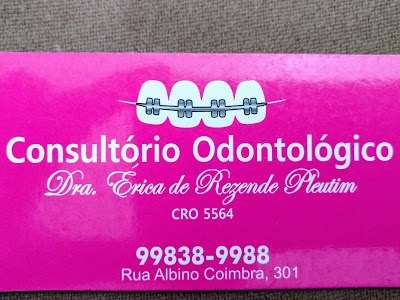 Consultório Odontológico
Dra. Érica de Rezende Pleutim
CRO 5564
99838-9988
Rua Albino Coimbra, 301